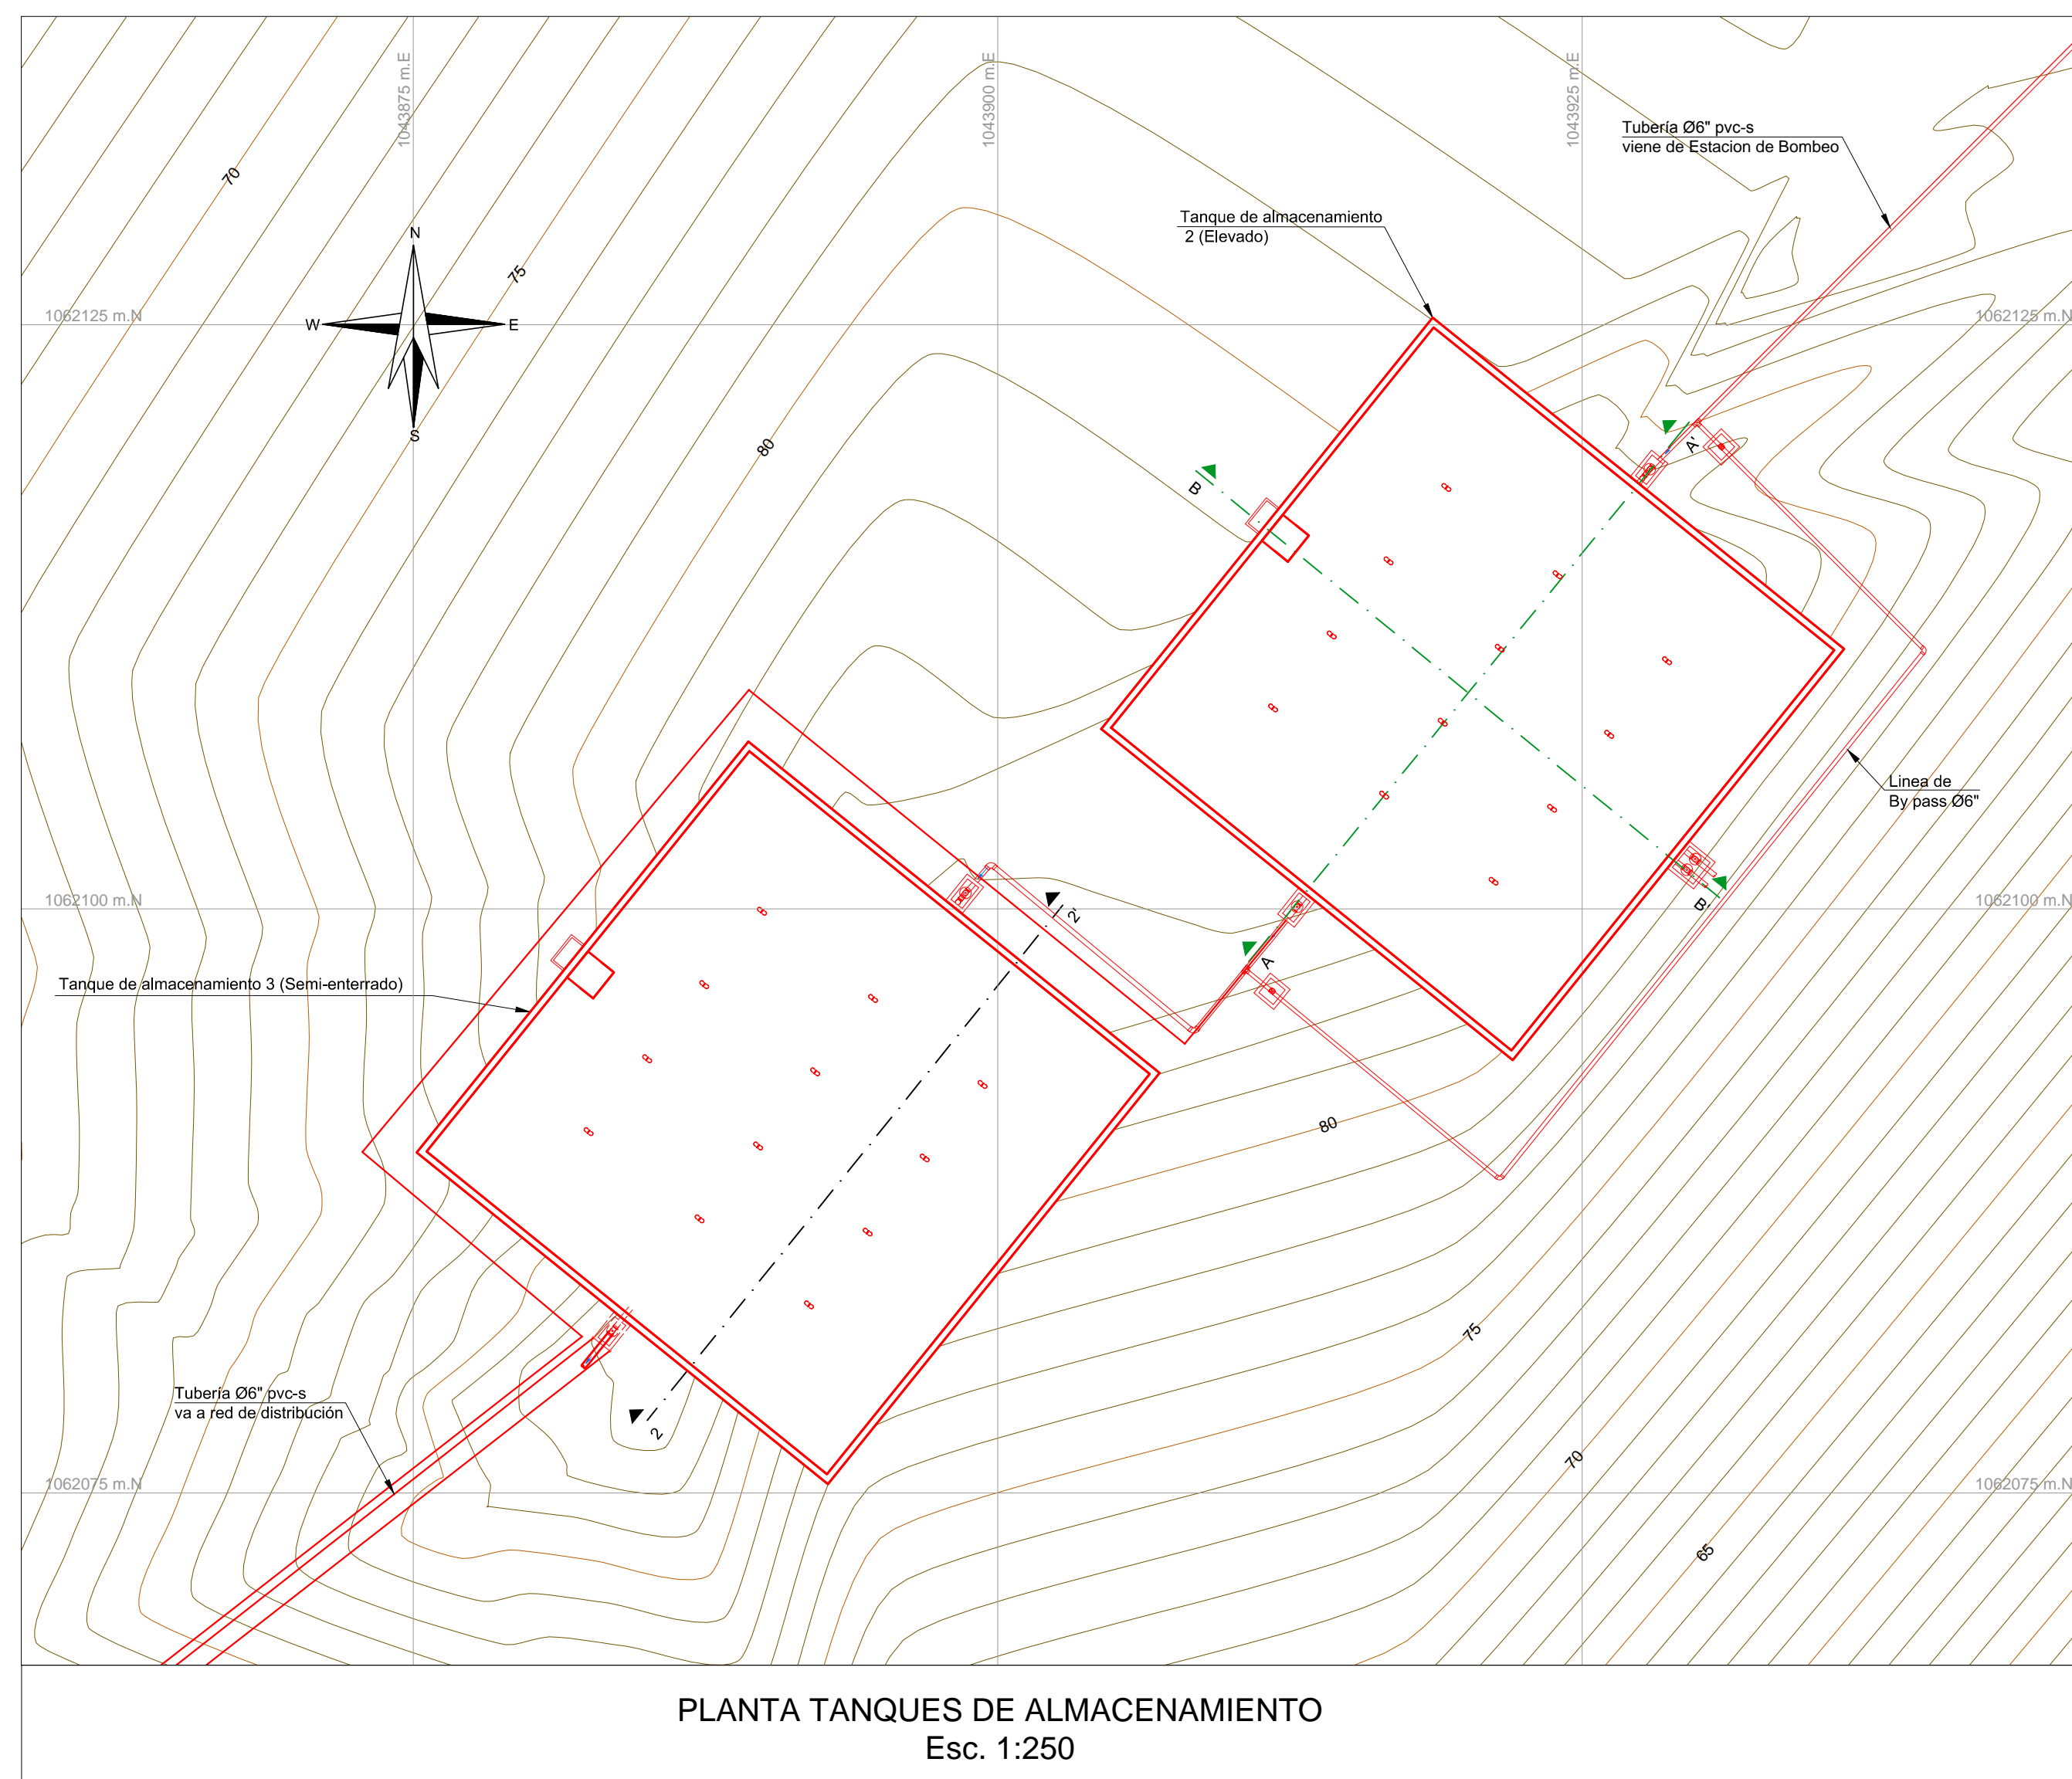 1043875 m.E
1043900 m.E
1043925 m.E
Tubería Ø6" pvc-s
viene de Estacion de Bombeo
70
Tanque de almacenamiento
2 (Elevado)
N
75
1062125 m.N
W
E
1062125 m.N
S
80
A'
B
Linea de
By pass Ø6"
1062100 m.N
2'
B'
1062100 m.N
A
Tanque de almacenamiento 3 (Semi-enterrado)
80
75
Tubería Ø6" pvc-s
va a red de distribución
2
70
1062075 m.N
1062075 m.N
65
PLANTA TANQUES DE ALMACENAMIENTO
Esc. 1:250